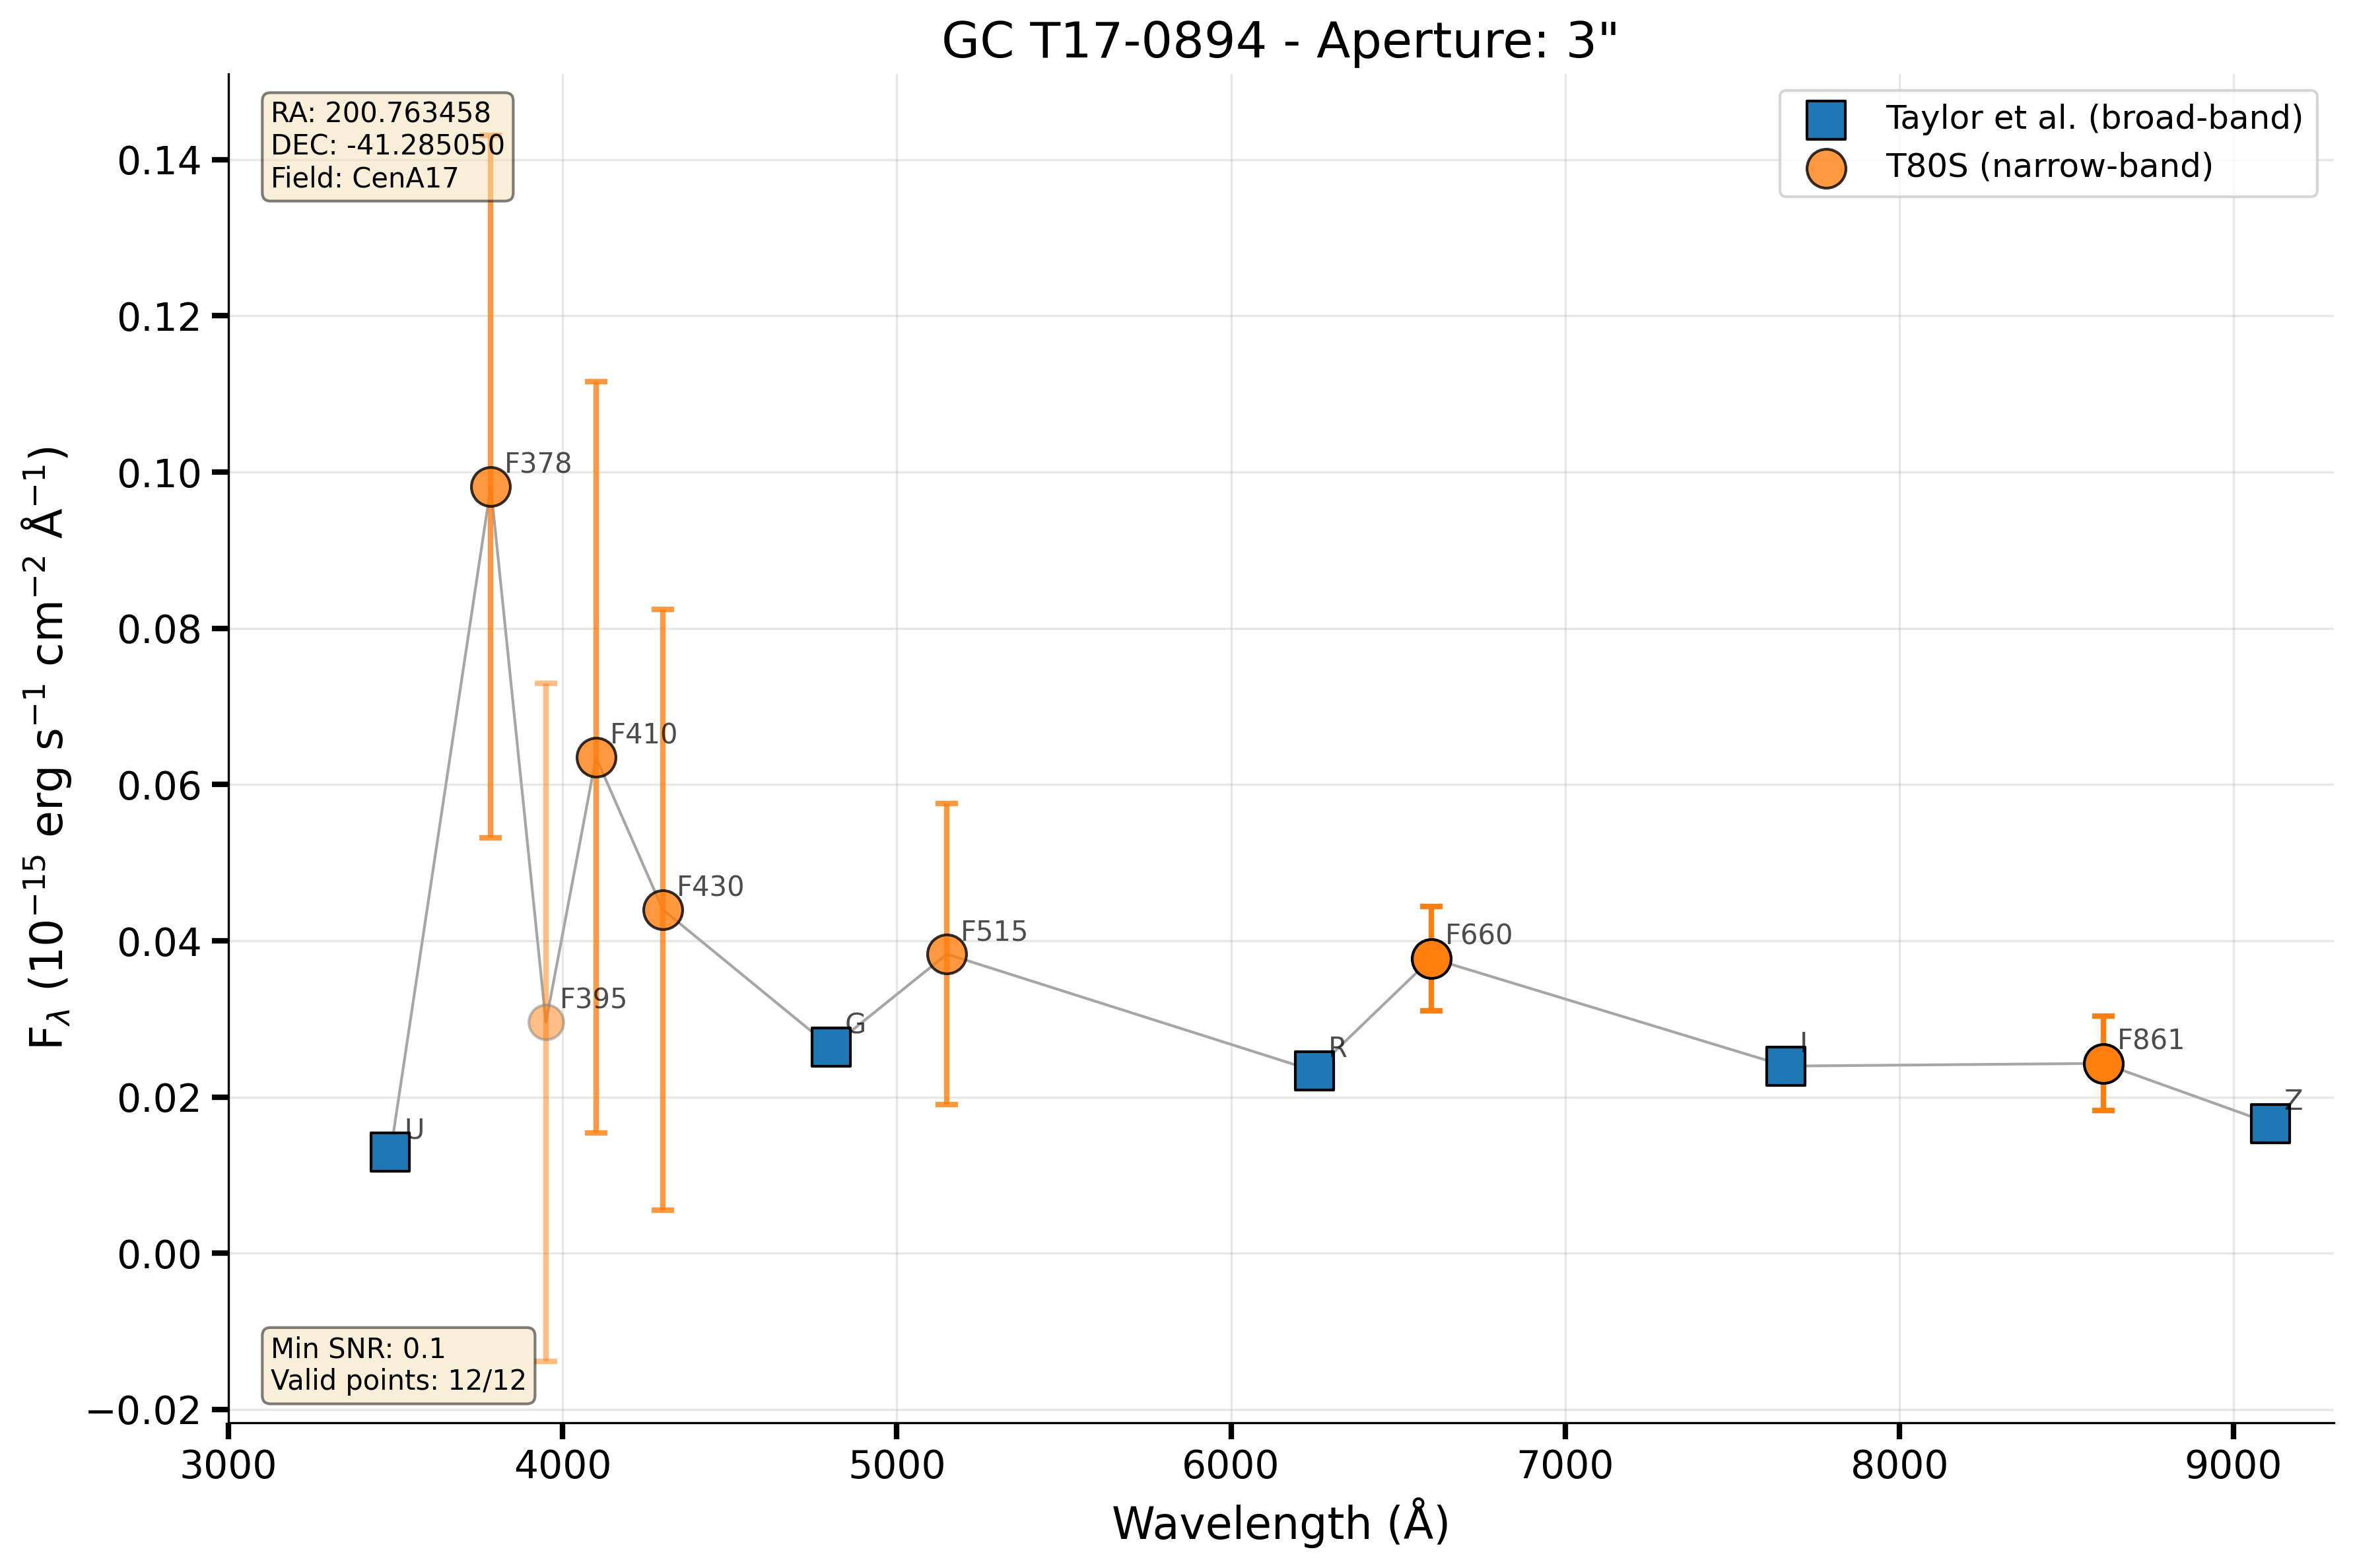 GC T17-0894 - Aperture: 3"
RA: 200.763458
DEC: -41.285050
Field: CenA17
Taylor et al. (broad-band)
T80S (narrow-band)
0.14
0.12
0.10
0.08
0.06
0.04
0.02
0.00
−0.02
F_λ (10⁻¹⁵ erg s⁻¹ cm⁻² Å⁻¹)
F378
F410
F430
F395
F515
F660
F861
U
G
R
I
Z
Min SNR: 0.1
Valid points: 12/12
3000 4000 5000 6000 7000 8000 9000
Wavelength (Å)